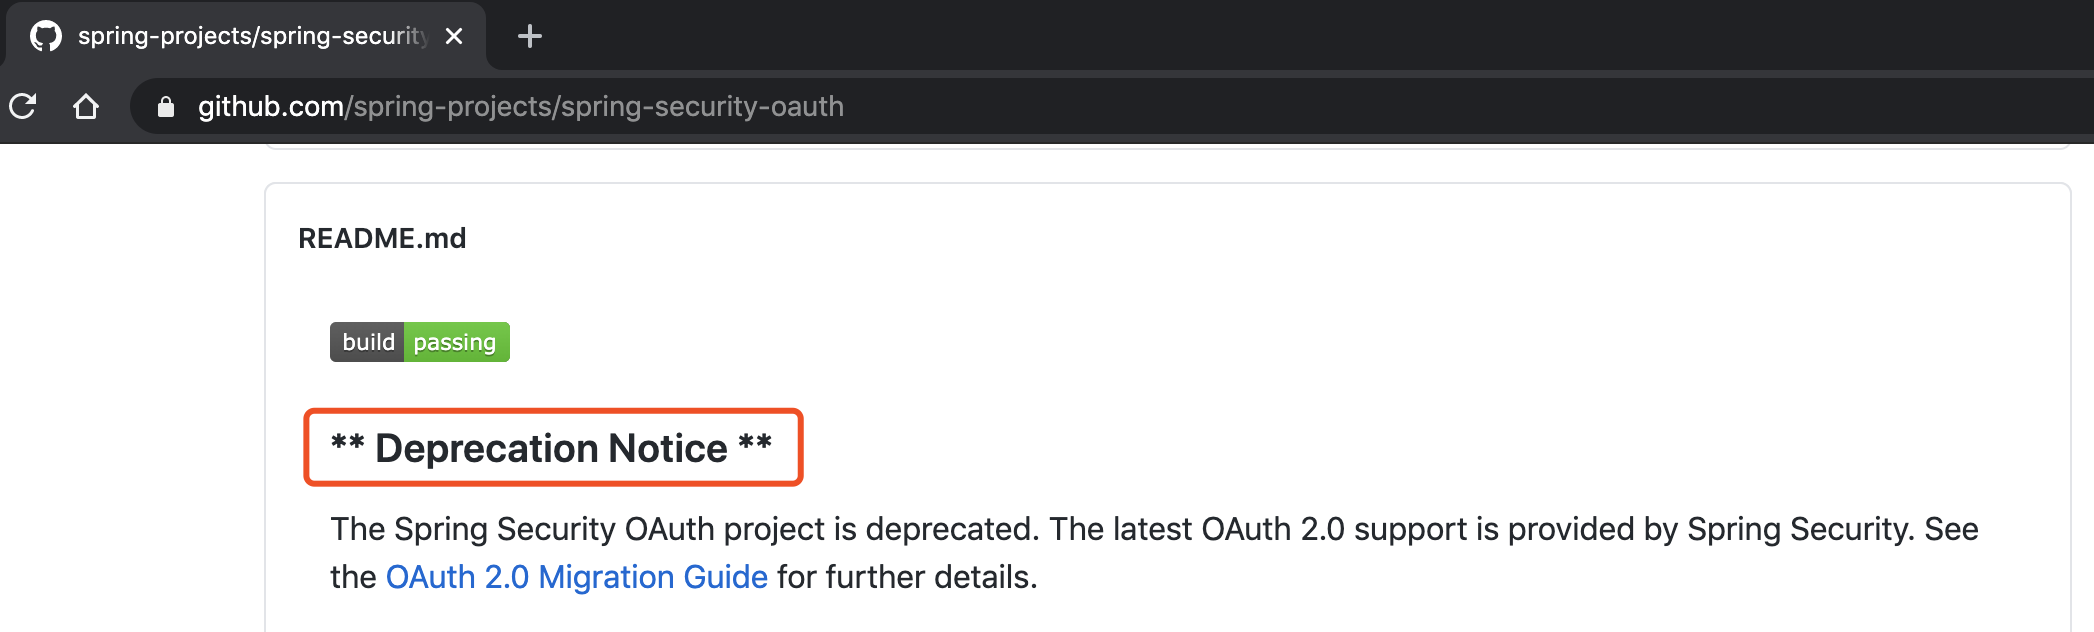 spring-projects/spring-security
github.com/spring-projects/spring-security-oauth
README.md
build passing
** Deprecation Notice **
The Spring Security OAuth project is deprecated. The latest OAuth 2.0 support is provided by Spring Security. See
the OAuth 2.0 Migration Guide for further details.